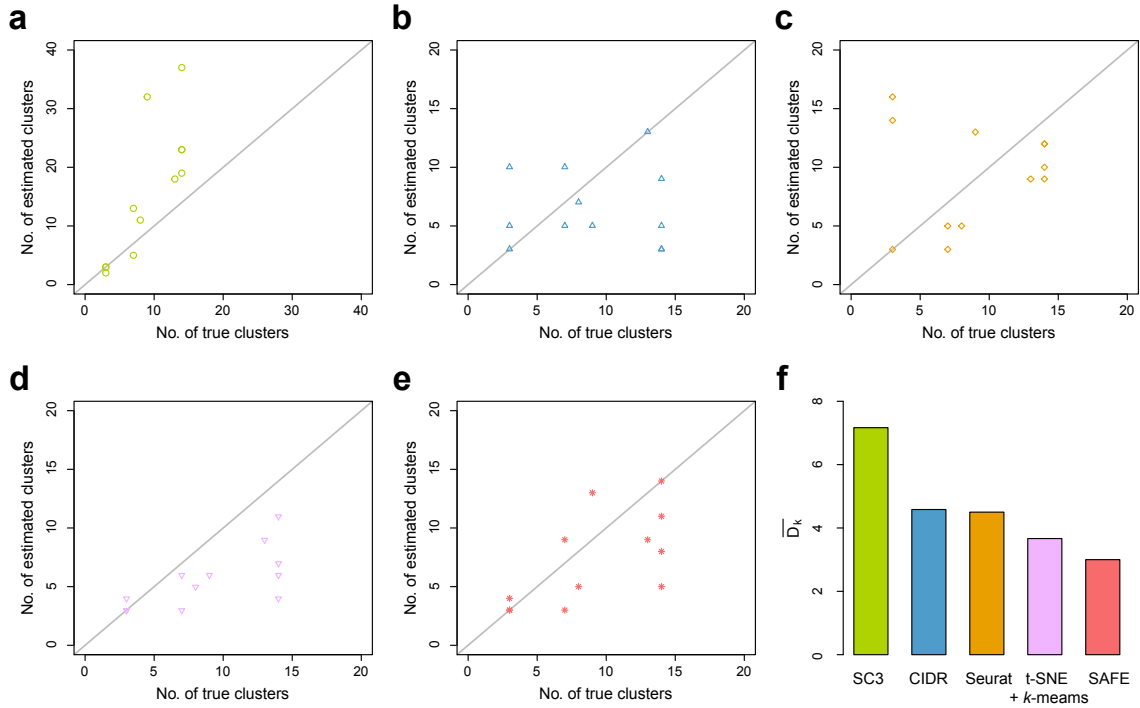 a
40
30
20
10
0
No. of estimated clusters
0 10 20 30 40
No. of true clusters
b
20
15
10
5
0
No. of estimated clusters
0 5 10 15 20
No. of true clusters
c
20
15
10
5
0
No. of estimated clusters
0 5 10 15 20
No. of true clusters
d
20
15
10
5
0
No. of estimated clusters
0 5 10 15 20
No. of true clusters
e
20
15
10
5
0
No. of estimated clusters
0 5 10 15 20
No. of true clusters
f
8
6
4
2
0
D̅k
SC3 CIDR Seurat t-SNE SAFE
+ k-meams